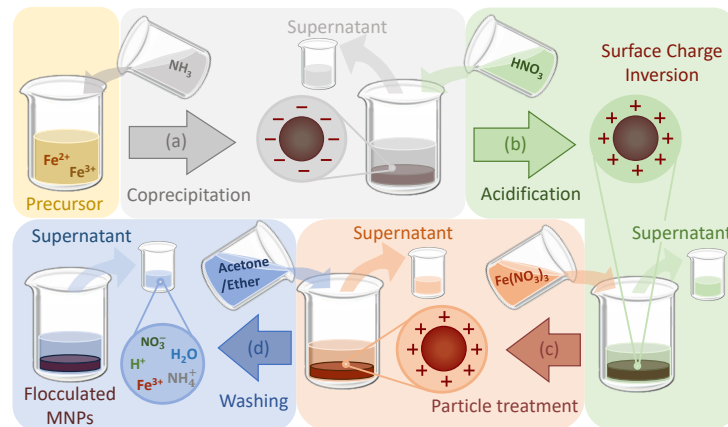 NH₃
Supernatant
HNO₃
Surface Charge
Inversion
Fe²⁺
Fe³⁺
(a)
(b)
Precursor
Coprecipitation
Acidification
− − − − − − − −
+ + + + + + + +
Supernatant
Acetone
/Ether
Supernatant
Fe(NO₃)₃
Supernatant
NO₃⁻
H⁺
H₂O
Fe³⁺
NH₄⁺
(d)
+ + + + + + + +
(c)
Flocculated
MNPs
Washing
Particle treatment